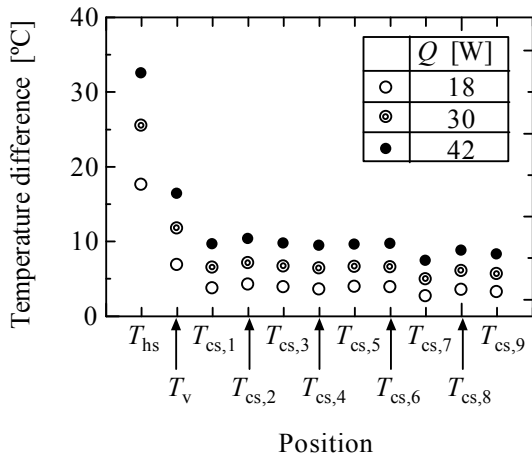 Temperature difference [ºC]
40
30
20
10
0
Q [W]
18
30
42
T_hs T_cs,1 T_cs,3 T_cs,5 T_cs,7 T_cs,9
T_v T_cs,2 T_cs,4 T_cs,6 T_cs,8
Position